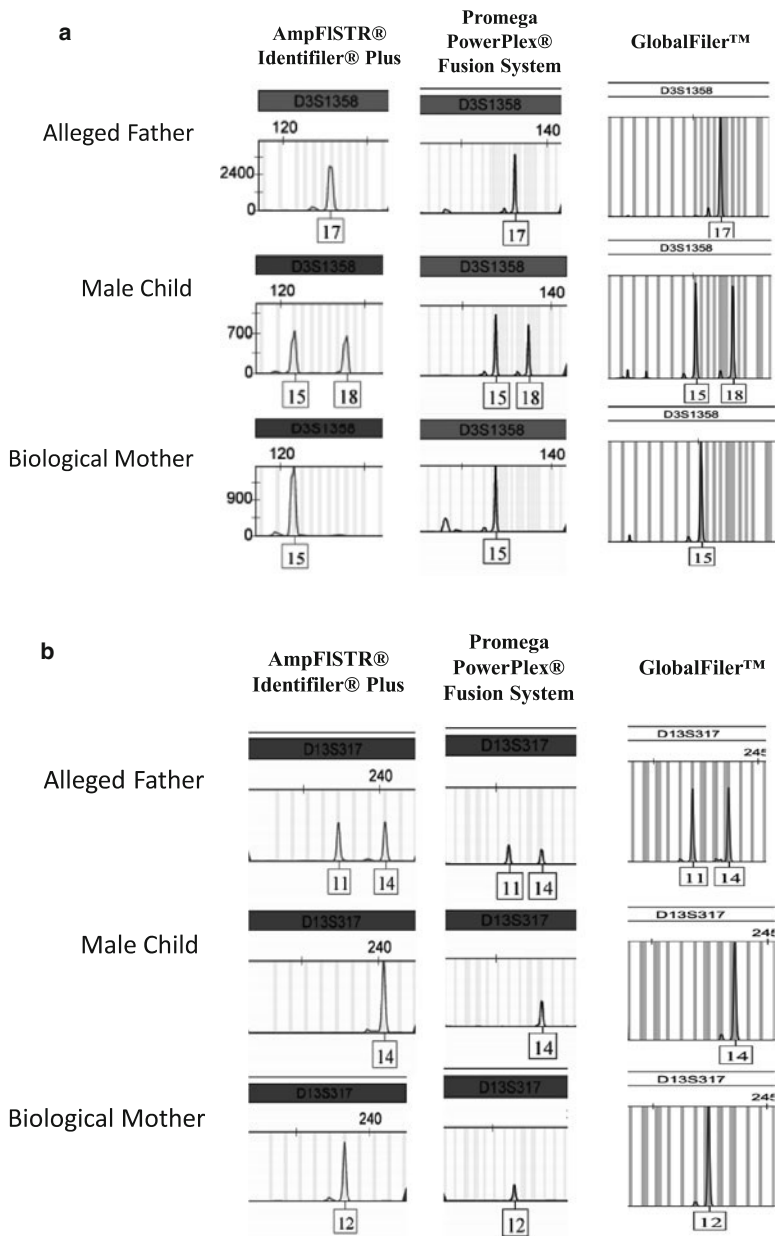 a
AmpFlSTR®
Identifiler® Plus
Promega
PowerPlex®
Fusion System
GlobalFiler™
Alleged Father
D3S1358
120
2400
0
17
D3S1358
140
17
D3S1358
17
Male Child
D3S1358
120
700
0
15 18
D3S1358
140
15 18
D3S1358
15 18
Biological Mother
D3S1358
120
900
0
15
D3S1358
140
15
D3S1358
15
b
AmpFlSTR®
Identifiler® Plus
Promega
PowerPlex®
Fusion System
GlobalFiler™
Alleged Father
D13S317
240
11 14
D13S317
11 14
D13S317
245
11 14
Male Child
D13S317
240
14
D13S317
14
D13S317
245
14
Biological Mother
D13S317
240
12
D13S317
12
D13S317
245
12